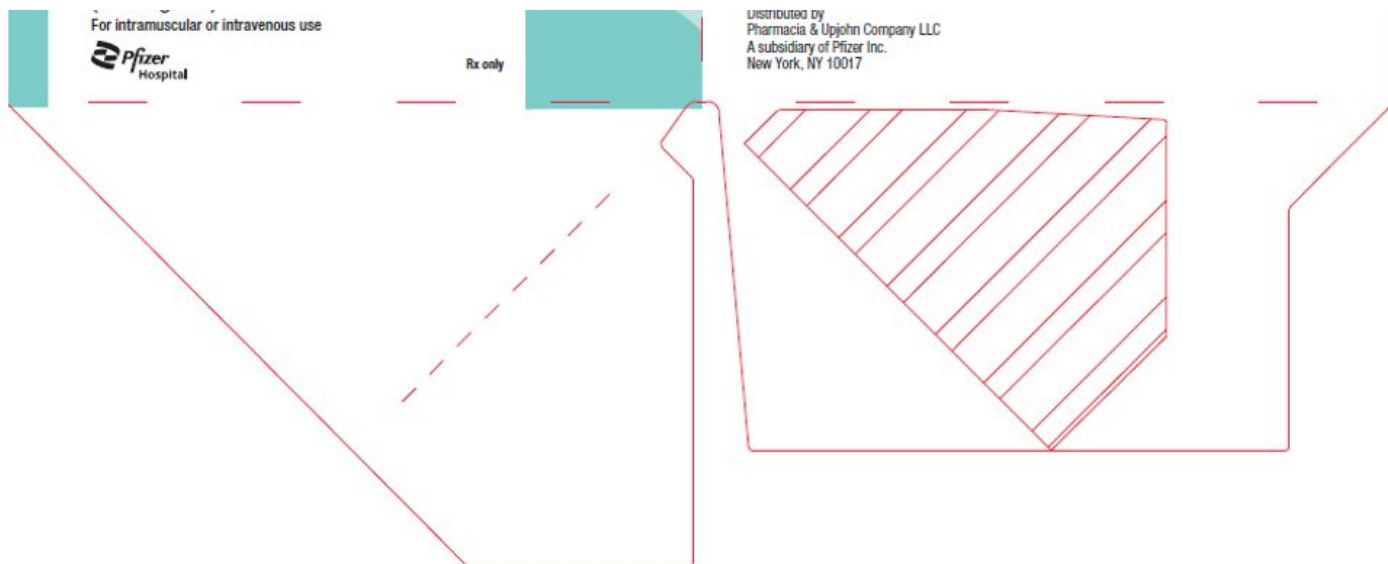 For intramuscular or intravenous use
Pfizer
Hospital
Rx only
Distributed by
Pharmacia & Upjohn Company LLC
A subsidiary of Pfizer Inc.
New York, NY 10017